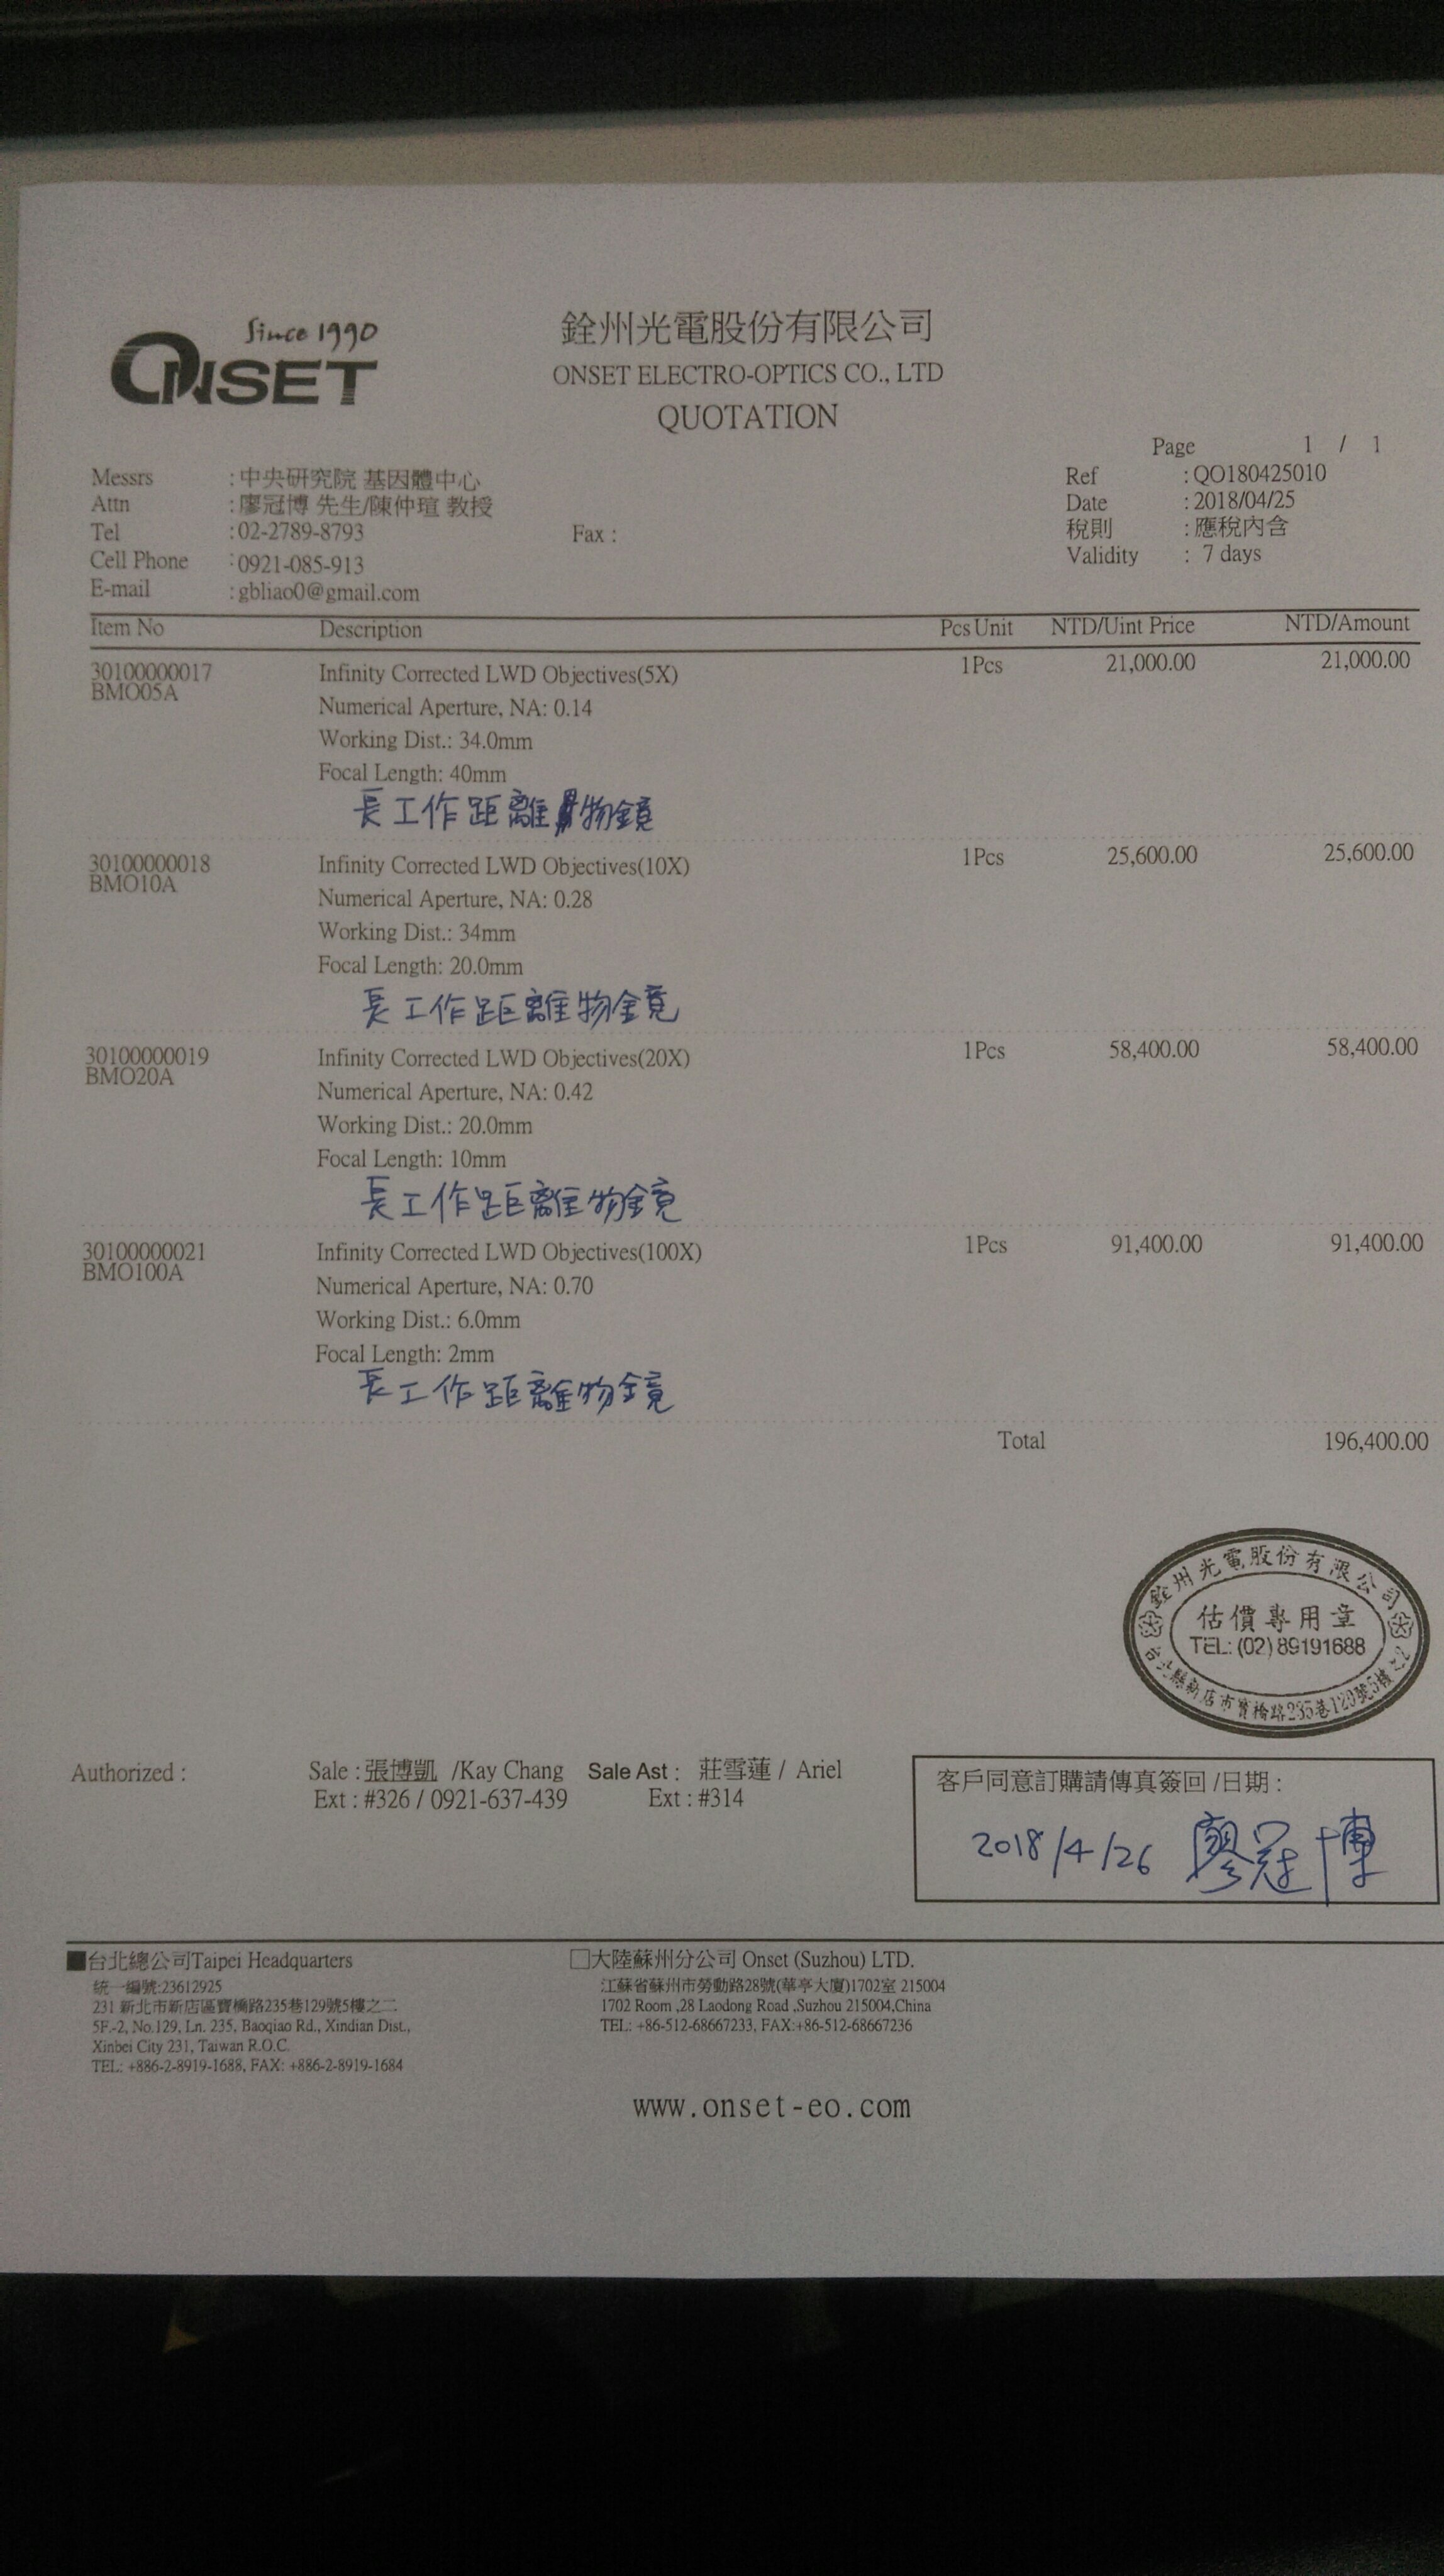 Since 1990
ONSET
銓州光電股份有限公司
ONSET ELECTRO-OPTICS CO., LTD
QUOTATION
Page 1 / 1
Messrs :中央研究院 基因體中心
Ref :QO180425010
Attn :廖冠博 先生/陳仲瑄 教授
Date :2018/04/25
Tel :02-2789-8793 Fax :
稅則 :應稅內含
Cell Phone :0921-085-913
Validity : 7 days
E-mail :gbliao0@gmail.com
Item No Description Pcs Unit NTD/Uint Price NTD/Amount
30100000017 Infinity Corrected LWD Objectives(5X) 1Pcs 21,000.00 21,000.00
BMO05A
Numerical Aperture, NA: 0.14
Working Dist.: 34.0mm
Focal Length: 40mm
長工作距離物鏡
30100000018 Infinity Corrected LWD Objectives(10X) 1Pcs 25,600.00 25,600.00
BMO10A
Numerical Aperture, NA: 0.28
Working Dist.: 34mm
Focal Length: 20.0mm
長工作距離物鏡
30100000019 Infinity Corrected LWD Objectives(20X) 1Pcs 58,400.00 58,400.00
BMO20A
Numerical Aperture, NA: 0.42
Working Dist.: 20.0mm
Focal Length: 10mm
長工作距離物鏡
30100000021 Infinity Corrected LWD Objectives(100X) 1Pcs 91,400.00 91,400.00
BMO100A
Numerical Aperture, NA: 0.70
Working Dist.: 6.0mm
Focal Length: 2mm
長工作距離物鏡
Total 196,400.00
銓州光電股份有限公司
估價專用章
TEL: (02) 89191688
台北縣新店市寶橋路235巷129號5樓之2
Authorized : Sale : 張博凱 /Kay Chang Sale Ast : 莊雪蓮 / Ariel
Ext : #326 / 0921-637-439 Ext : #314
客戶同意訂購請傳真簽回 /日期 :
2018/4/26 廖冠博
■台北總公司Taipei Headquarters
統一編號:23612925
231 新北市新店區寶橋路235巷129號5樓之二
5F.-2, No.129, Ln. 235, Baoqiao Rd., Xindian Dist.,
Xinbei City 231, Taiwan R.O.C.
TEL: +886-2-8919-1688, FAX: +886-2-8919-1684
□大陸蘇州分公司 Onset (Suzhou) LTD.
江蘇省蘇州市勞動路28號(華亭大廈)1702室 215004
1702 Room ,28 Laodong Road ,Suzhou 215004,China
TEL: +86-512-68667233, FAX:+86-512-68667236
www.onset-eo.com